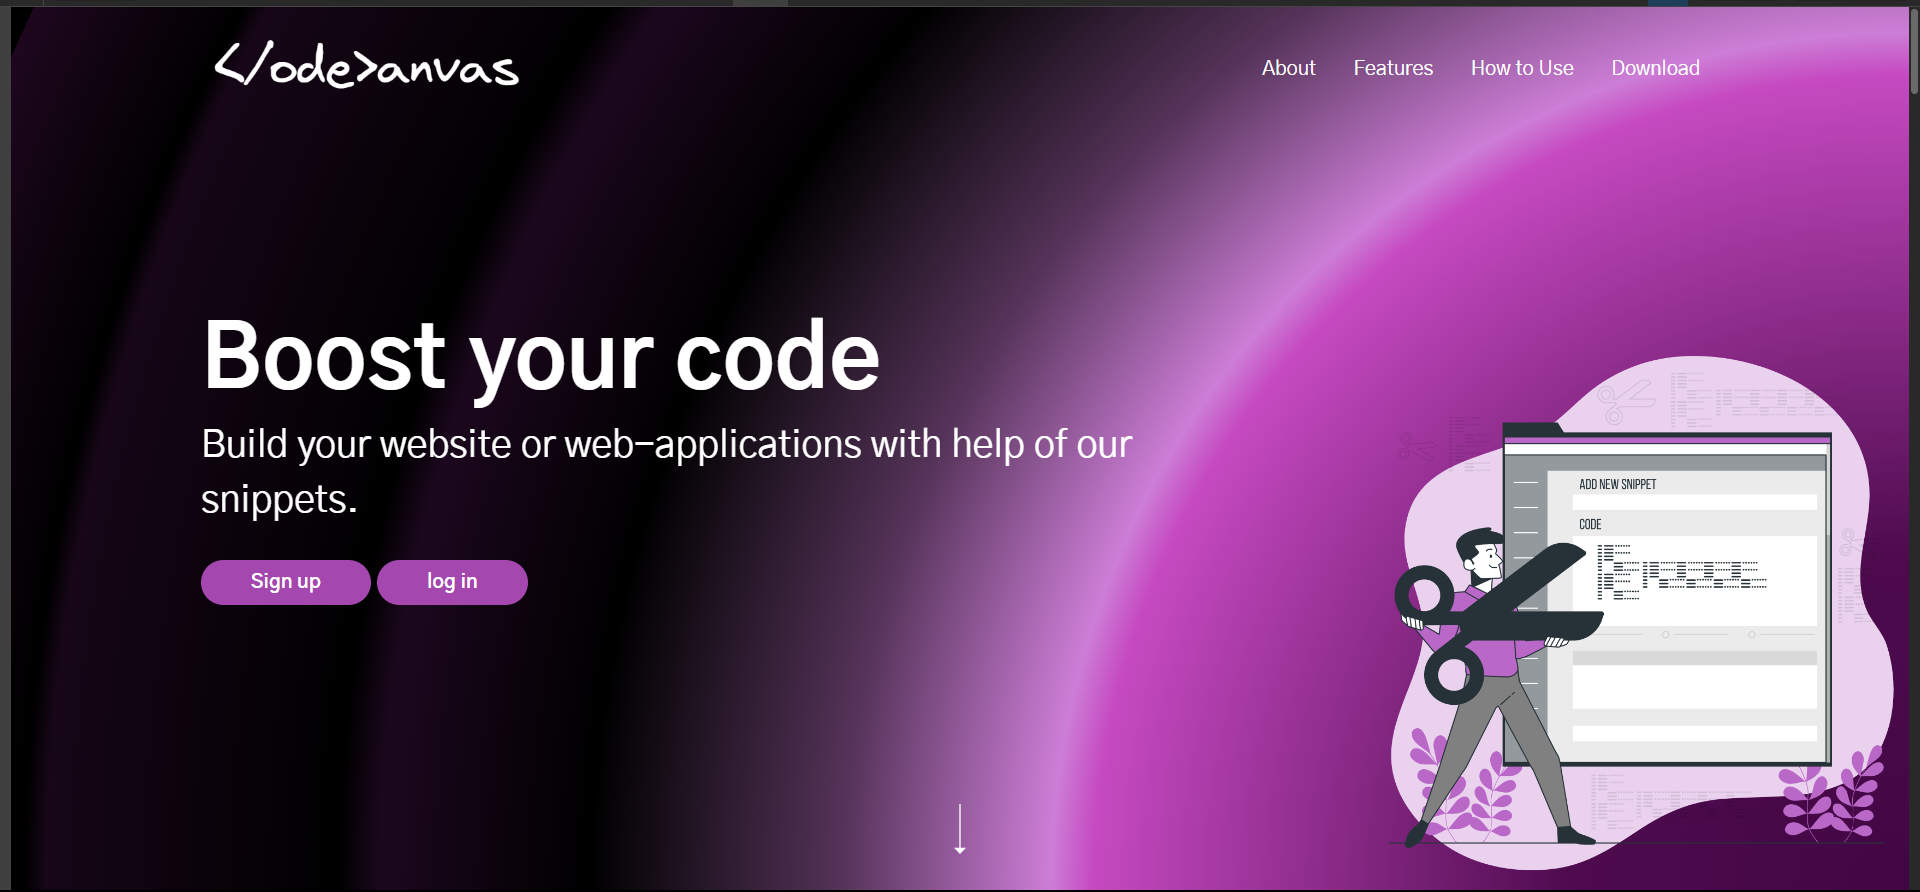 </ode>anvas
About
Features
How to Use
Download
Boost your code
Build your website or web-applications with help of our
snippets.
Sign up
log in
ADD NEW SNIPPET
CODE